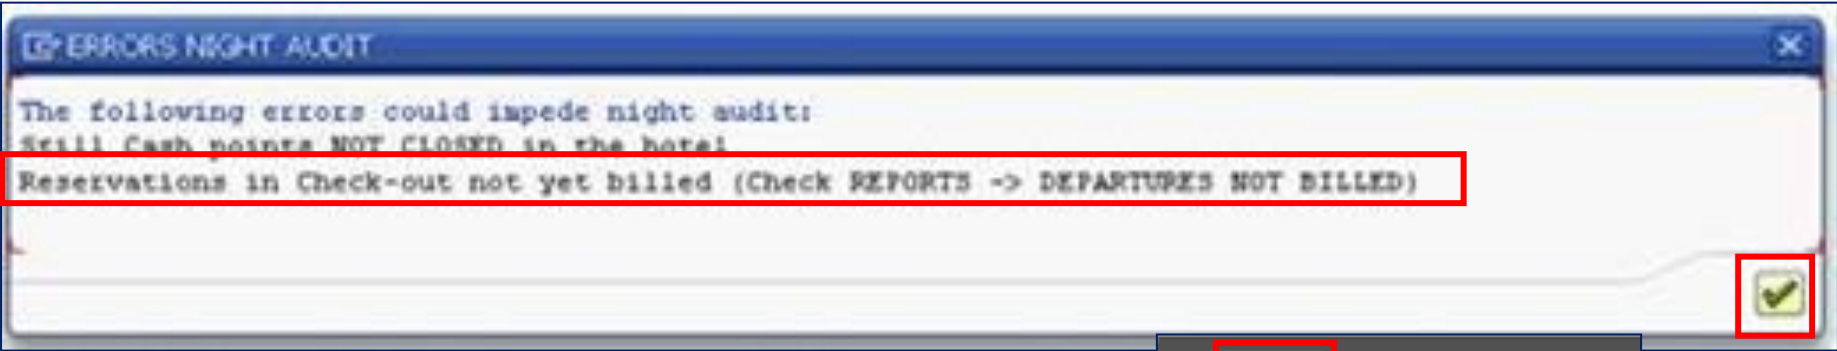 ERRORS NIGHT AUDIT
The following errors could impede night audit:
Still Cash points NOT CLOSED in the hotel
Reservations in Check-out not yet billed (Check REPORTS -> DEPARTURES NOT BILLED)